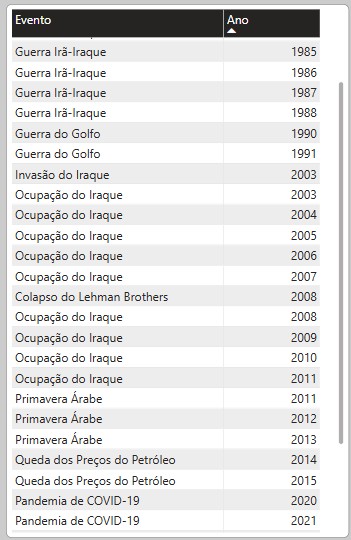 Evento Ano
Guerra Irã-Iraque 1985
Guerra Irã-Iraque 1986
Guerra Irã-Iraque 1987
Guerra Irã-Iraque 1988
Guerra do Golfo 1990
Guerra do Golfo 1991
Invasão do Iraque 2003
Ocupação do Iraque 2003
Ocupação do Iraque 2004
Ocupação do Iraque 2005
Ocupação do Iraque 2006
Ocupação do Iraque 2007
Colapso do Lehman Brothers 2008
Ocupação do Iraque 2008
Ocupação do Iraque 2009
Ocupação do Iraque 2010
Ocupação do Iraque 2011
Primavera Árabe 2011
Primavera Árabe 2012
Primavera Árabe 2013
Queda dos Preços do Petróleo 2014
Queda dos Preços do Petróleo 2015
Pandemia de COVID-19 2020
Pandemia de COVID-19 2021